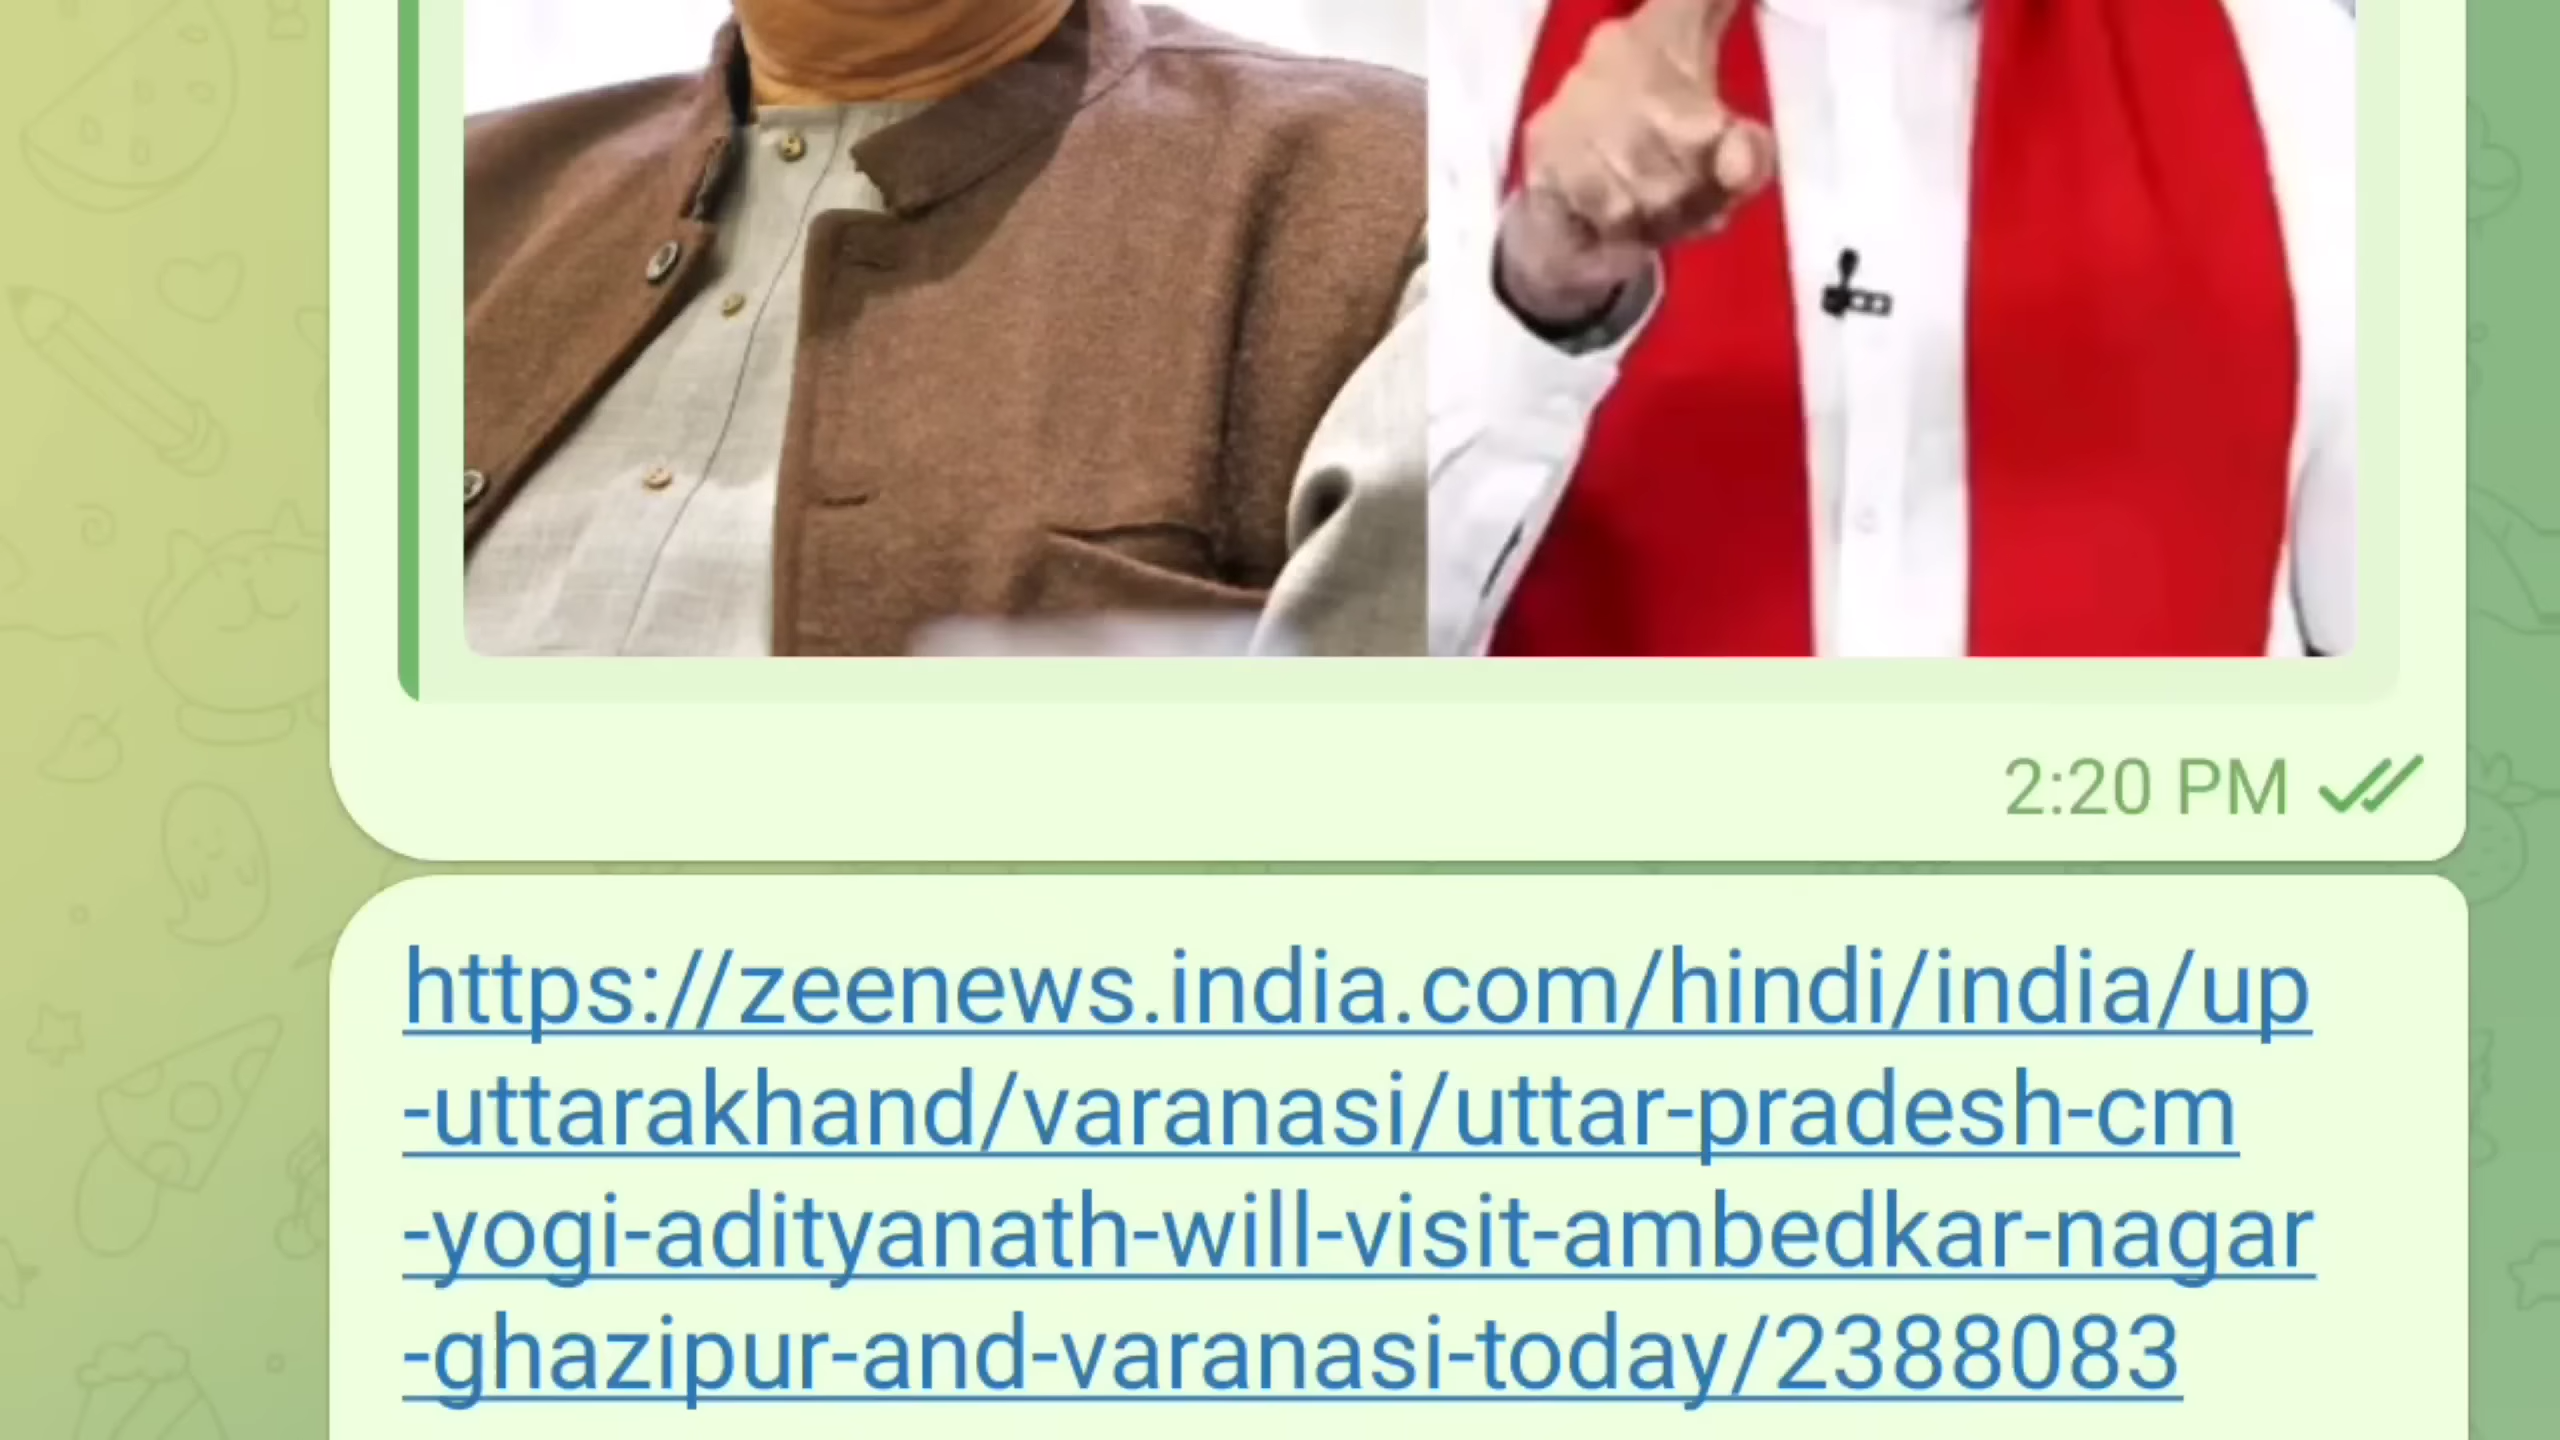 2:20 PM
https://zeenews.india.com/hindi/india/up
-uttarakhand/varanasi/uttar-pradesh-cm
-yogi-adityanath-will-visit-ambedkar-nagar
-ghazipur-and-varanasi-today/2388083